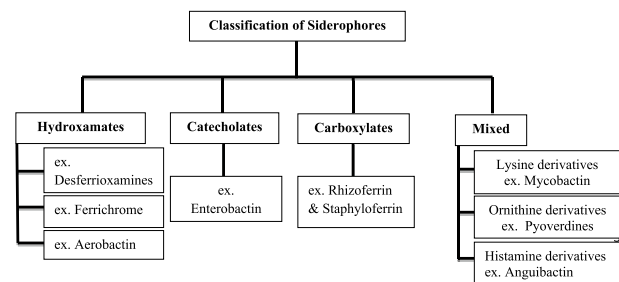 Classification of Siderophores
Hydroxamates
ex.
Desferrioxamines
ex. Ferrichrome
ex. Aerobactin
Catecholates
ex.
Enterobactin
Carboxylates
ex. Rhizoferrin
& Staphyloferrin
Mixed
Lysine derivatives
ex. Mycobactin
Ornithine derivatives
ex. Pyoverdines
Histamine derivatives
ex. Anguibactin